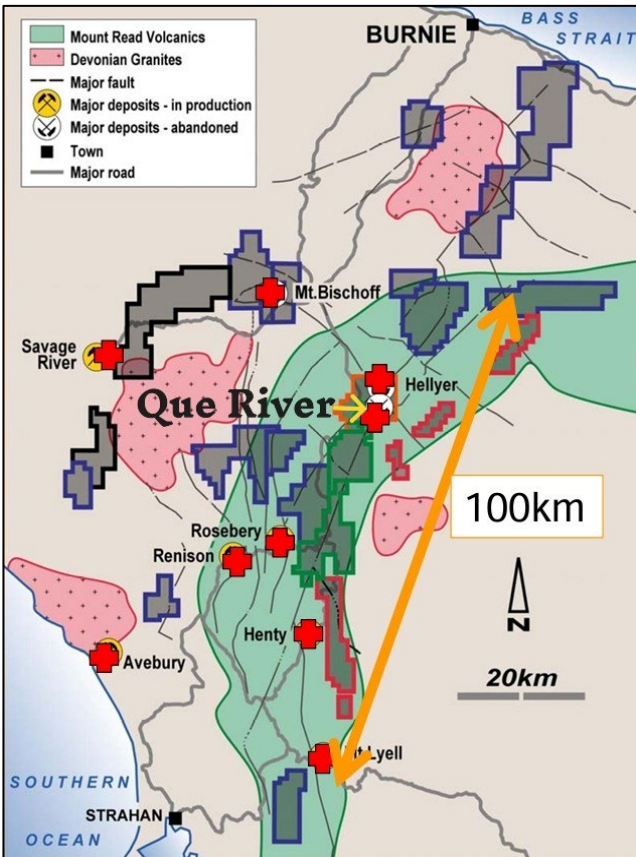 Mount Read Volcanics
Devonian Granites
Major fault
Major deposits - in production
Major deposits - abandoned
Town
Major road
BURNIE
BASS
STRAIT
Mt.Bischoff
Savage
River
Hellyer
Que River
100km
Rosebery
Renison
N
Henty
20km
Avebury
Lyell
SOUTHERN
OCEAN
STRAHAN